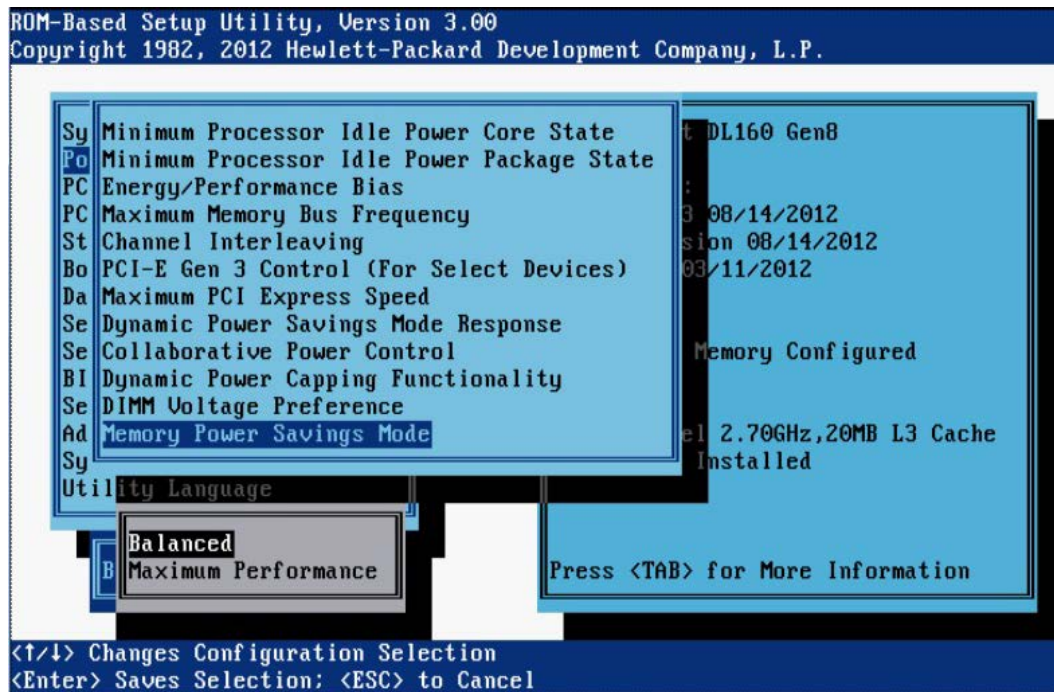 ROM-Based Setup Utility, Version 3.00
Copyright 1982, 2012 Hewlett-Packard Development Company, L.P.
Sy Minimum Processor Idle Power Core State
t DL160 Gen8
Po Minimum Processor Idle Power Package State
PC Energy/Performance Bias
:
PC Maximum Memory Bus Frequency
3 08/14/2012
St Channel Interleaving
sion 08/14/2012
Bo PCI-E Gen 3 Control (For Select Devices)
03/11/2012
Da Maximum PCI Express Speed
Se Dynamic Power Savings Mode Response
Se Collaborative Power Control
Memory Configured
BI Dynamic Power Capping Functionality
Se DIMM Voltage Preference
Ad Memory Power Savings Mode
el 2.70GHz,20MB L3 Cache
Sy
Installed
Utility Language
Balanced
B Maximum Performance
Press <TAB> for More Information
<↑/↓> Changes Configuration Selection
<Enter> Saves Selection; <ESC> to Cancel